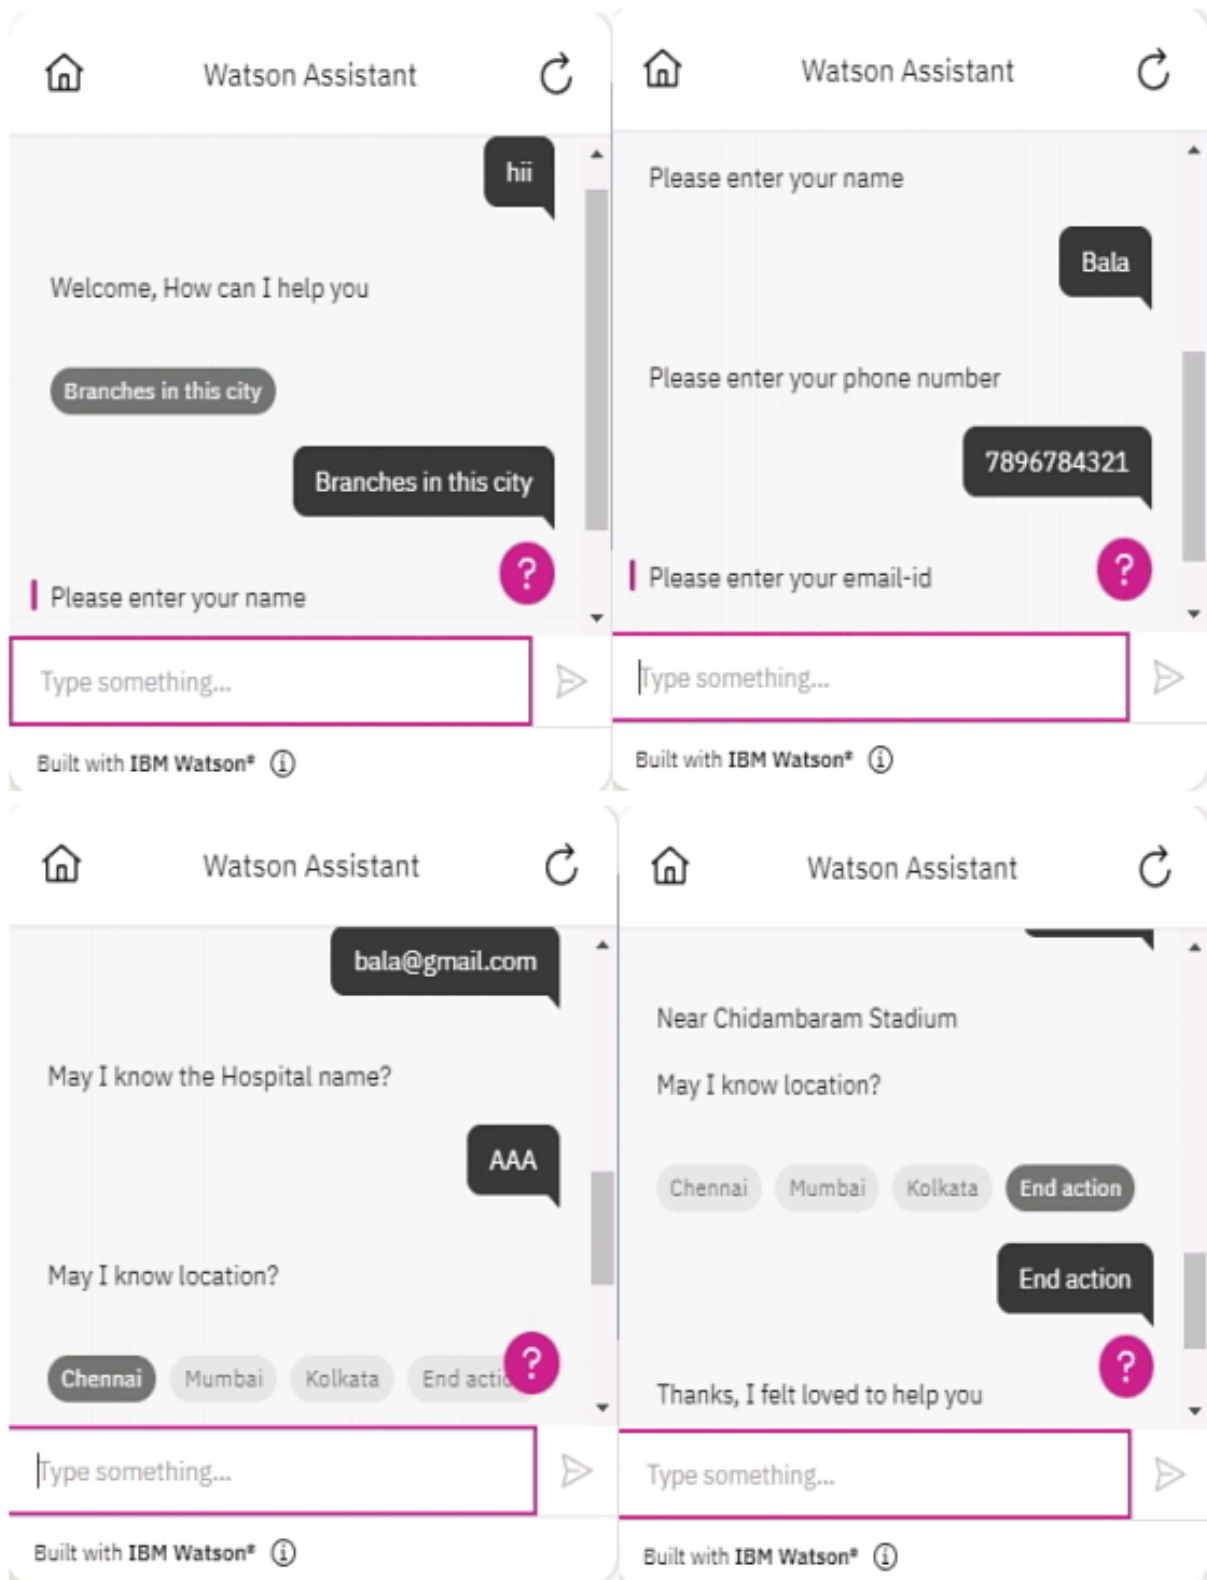 Watson Assistant
hii
Welcome, How can I help you
Branches in this city
Branches in this city
?
Please enter your name
Type something...
Built with IBM Watson®
Watson Assistant
Please enter your name
Bala
Please enter your phone number
7896784321
?
Please enter your email-id
Type something...
Built with IBM Watson®
Watson Assistant
bala@gmail.com
May I know the Hospital name?
AAA
May I know location?
Chennai Mumbai Kolkata End actio
?
Type something...
Built with IBM Watson®
Watson Assistant
Near Chidambaram Stadium
May I know location?
Chennai Mumbai Kolkata End action
End action
?
Thanks, I felt loved to help you
Type something...
Built with IBM Watson®